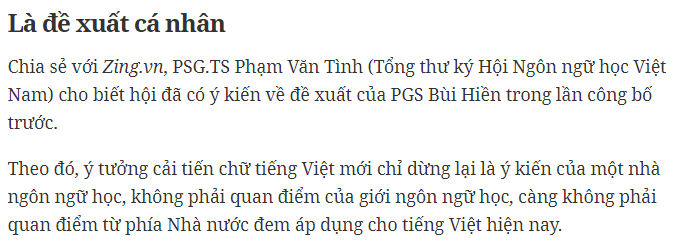 Là đề xuất cá nhân
Chia sẻ với Zing.vn, PSG.TS Phạm Văn Tình (Tổng thư ký Hội Ngôn ngữ học Việt
Nam) cho biết hội đã có ý kiến về đề xuất của PGS Bùi Hiền trong lần công bố
trước.
Theo đó, ý tưởng cải tiến chữ tiếng Việt mới chỉ dừng lại là ý kiến của một nhà
ngôn ngữ học, không phải quan điểm của giới ngôn ngữ học, càng không phải
quan điểm từ phía Nhà nước đem áp dụng cho tiếng Việt hiện nay.